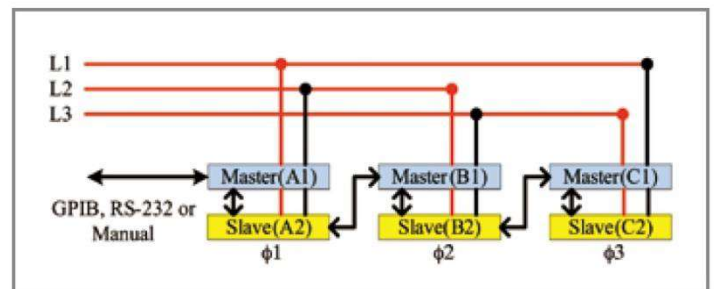 L1
L2
L3
Master(A1) Master(B1) Master(C1)
GPIB, RS-232 or
Manual
Slave(A2) Slave(B2) Slave(C2)
ϕ1 ϕ2 ϕ3